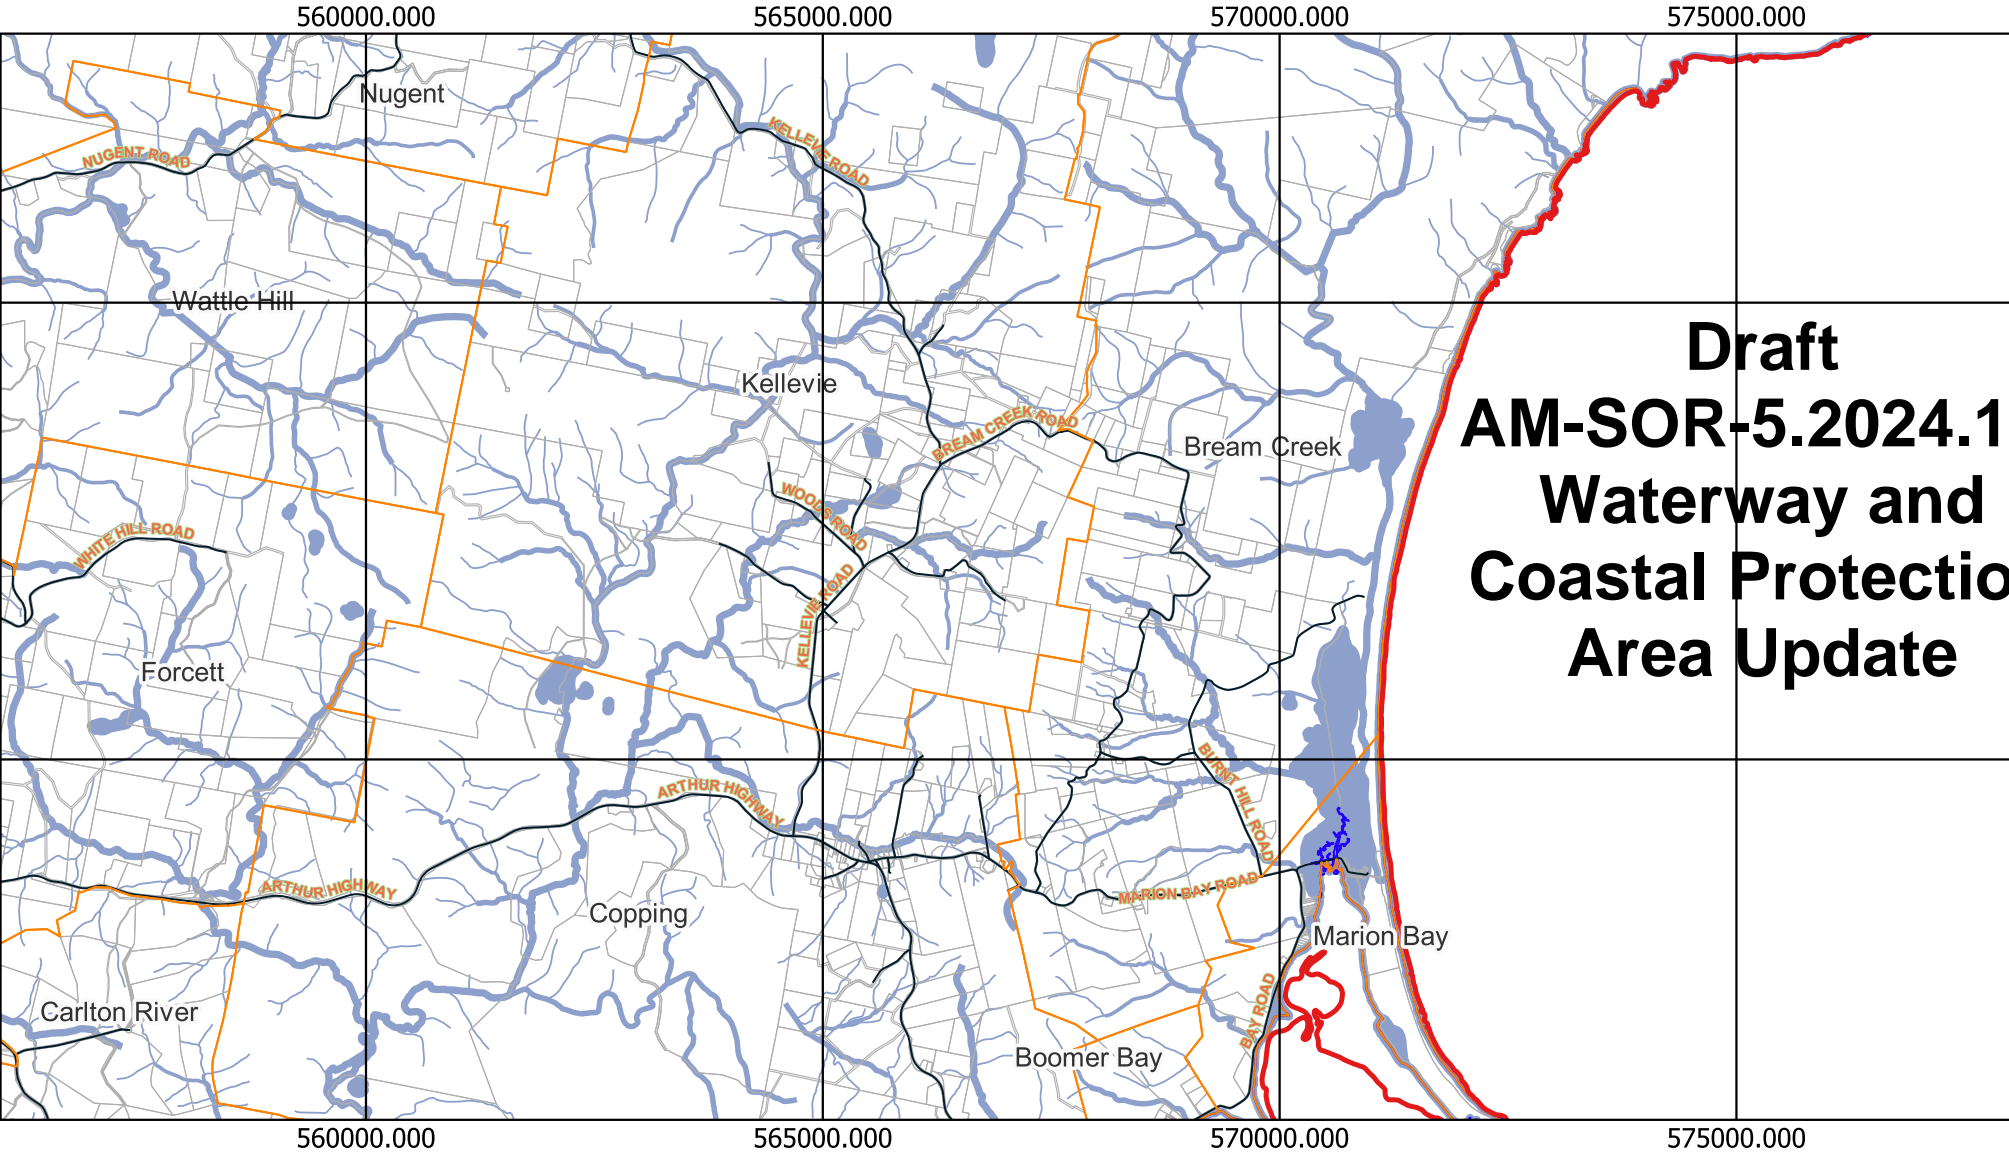 560000.000
565000.000
570000.000
575000.000
Nugent
KELLEVIE ROAD
NUGENT ROAD
Wattle Hill
Draft
AM-SOR-5.2024.1
Waterway and
Coastal Protectio
Area Update
Kellevie
BREAM CREEK ROAD
Bream Creek
WOODS ROAD
WHITE HILL ROAD
KELLEVIE ROAD
Forcett
BURNT HILL ROAD
ARTHUR HIGHWAY
ARTHUR HIGHWAY
MARION BAY ROAD
Copping
Marion Bay
Carlton River
BAY ROAD
Boomer Bay
560000.000
565000.000
570000.000
575000.000